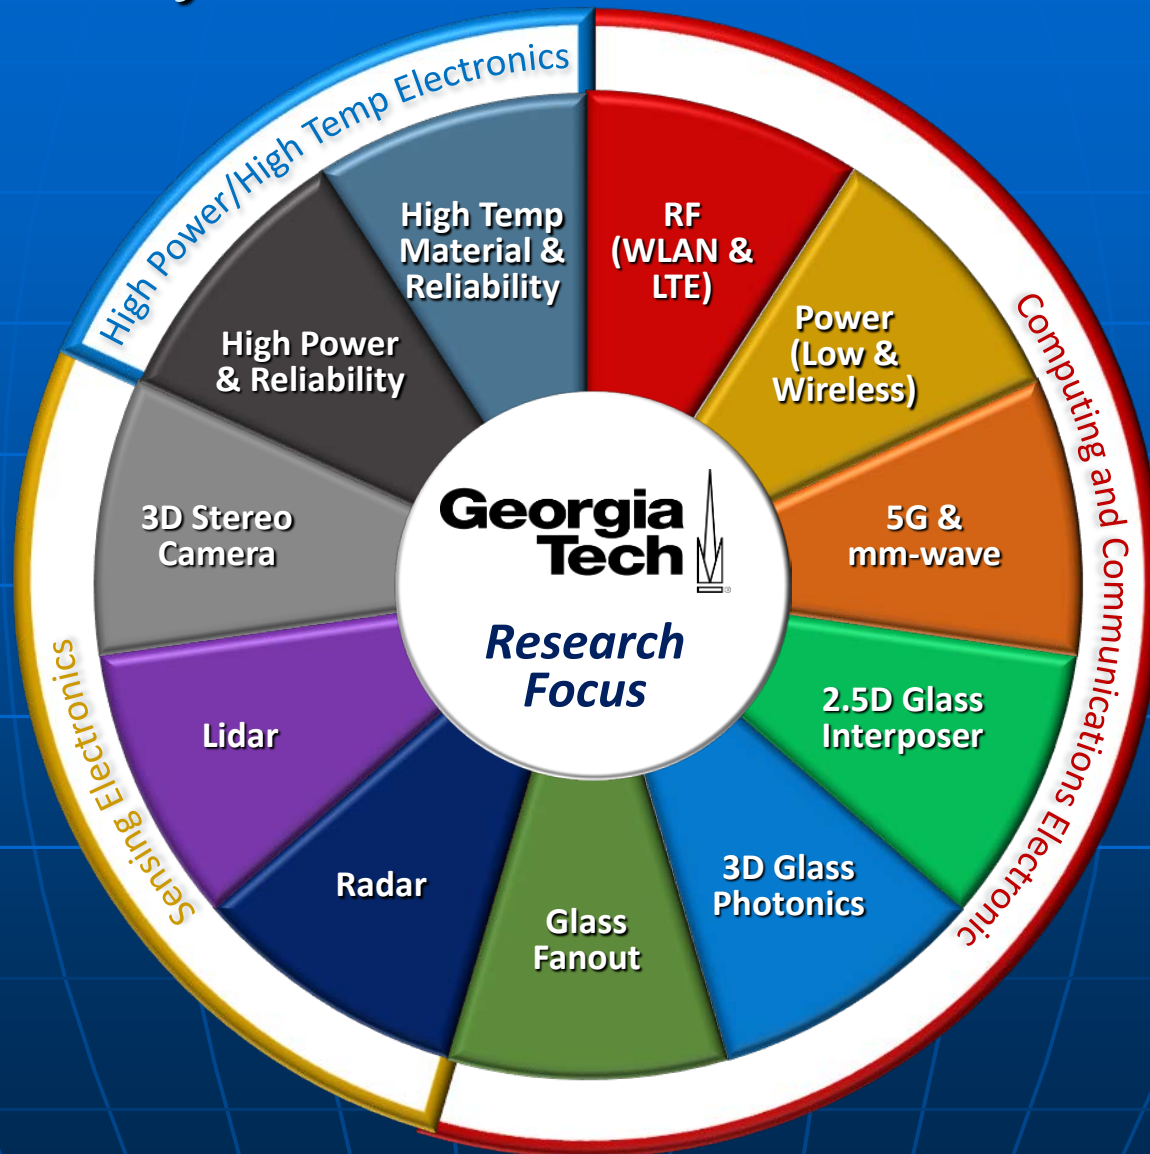 High Power/High Temp Electronics
Computing and Communications Electronic
Sensing Electronics
High Temp
Material &
Reliability
RF
(WLAN &
LTE)
Power
(Low &
Wireless)
5G &
mm-wave
2.5D Glass
Interposer
3D Glass
Photonics
Glass
Fanout
Radar
Lidar
3D Stereo
Camera
High Power
& Reliability
Georgia
Tech
®
Research
Focus